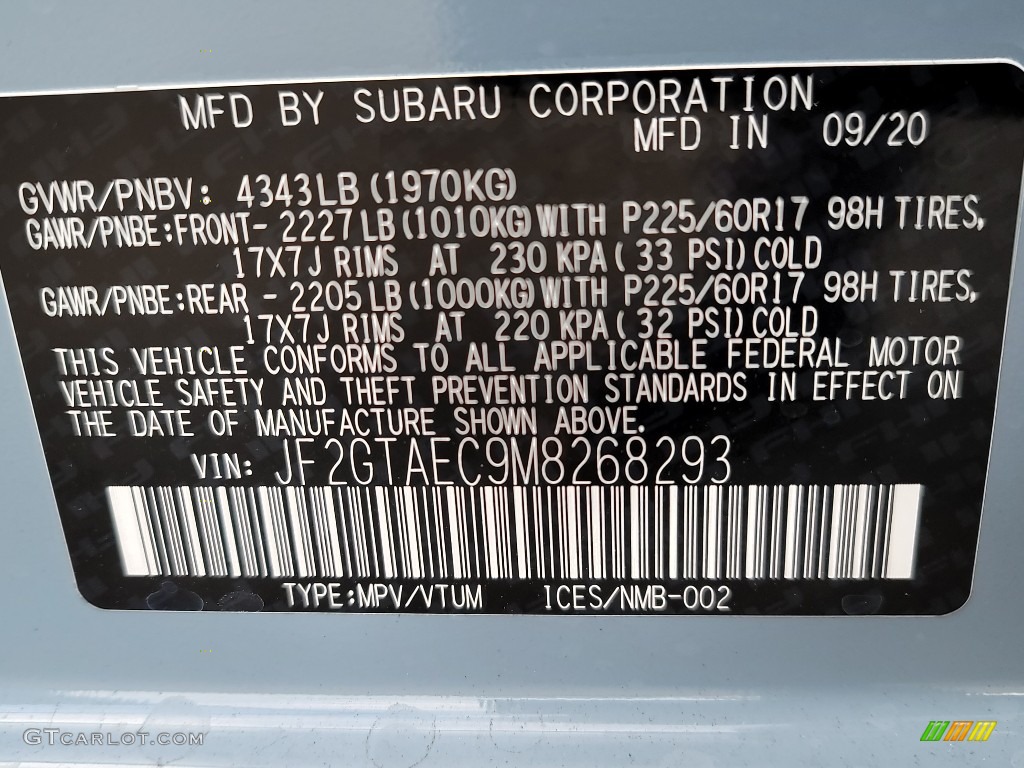 MFD BY SUBARU CORPORATION
MFD IN 09/20
GVWR/PNBV: 4343LB (1970KG)
GAWR/PNBE:FRONT- 2227 LB (1010KG) WITH P225/60R17 98H TIRES,
17X7J RIMS AT 230 KPA ( 33 PSI) COLD
GAWR/PNBE:REAR - 2205 LB (1000KG) WITH P225/60R17 98H TIRES,
17X7J RIMS AT 220 KPA ( 32 PSI) COLD
THIS VEHICLE CONFORMS TO ALL APPLICABLE FEDERAL MOTOR
VEHICLE SAFETY AND THEFT PREVENTION STANDARDS IN EFFECT ON
THE DATE OF MANUFACTURE SHOWN ABOVE.
VIN: JF2GTAEC9M8268293
TYPE:MPV/VTUM ICES/NMB-002
GTCARLOT.COM